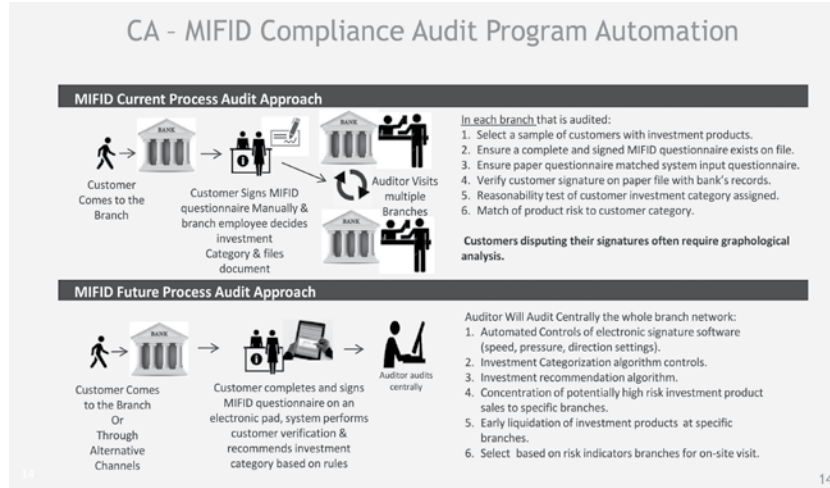 CA - MIFID Compliance Audit Program Automation
MIFID Current Process Audit Approach
BANK
Customer
Comes to the
Branch
Customer Signs MIFID
questionnaire Manually &
branch employee decides
investment
Category & files
document
BANK
Auditor Visits
multiple
Branches
BANK
In each branch that is audited:
1. Select a sample of customers with investment products.
2. Ensure a complete and signed MIFID questionnaire exists on file.
3. Ensure paper questionnaire matched system input questionnaire.
4. Verify customer signature on paper file with bank's records.
5. Reasonability test of customer investment category assigned.
6. Match of product risk to customer category.
Customers disputing their signatures often require graphological
analysis.
MIFID Future Process Audit Approach
BANK
Customer Comes
to the Branch
Or
Through
Alternative
Channels
Customer completes and signs
MIFID questionnaire on an
electronic pad, system performs
customer verification &
recommends investment
category based on rules
Auditor audits
centrally
Auditor Will Audit Centrally the whole branch network:
1. Automated Controls of electronic signature software
(speed, pressure, direction settings).
2. Investment Categorization algorithm controls.
3. Investment recommendation algorithm.
4. Concentration of potentially high risk investment product
sales to specific branches.
5. Early liquidation of investment products at specific
branches.
6. Select based on risk indicators branches for on-site visit.
14
14